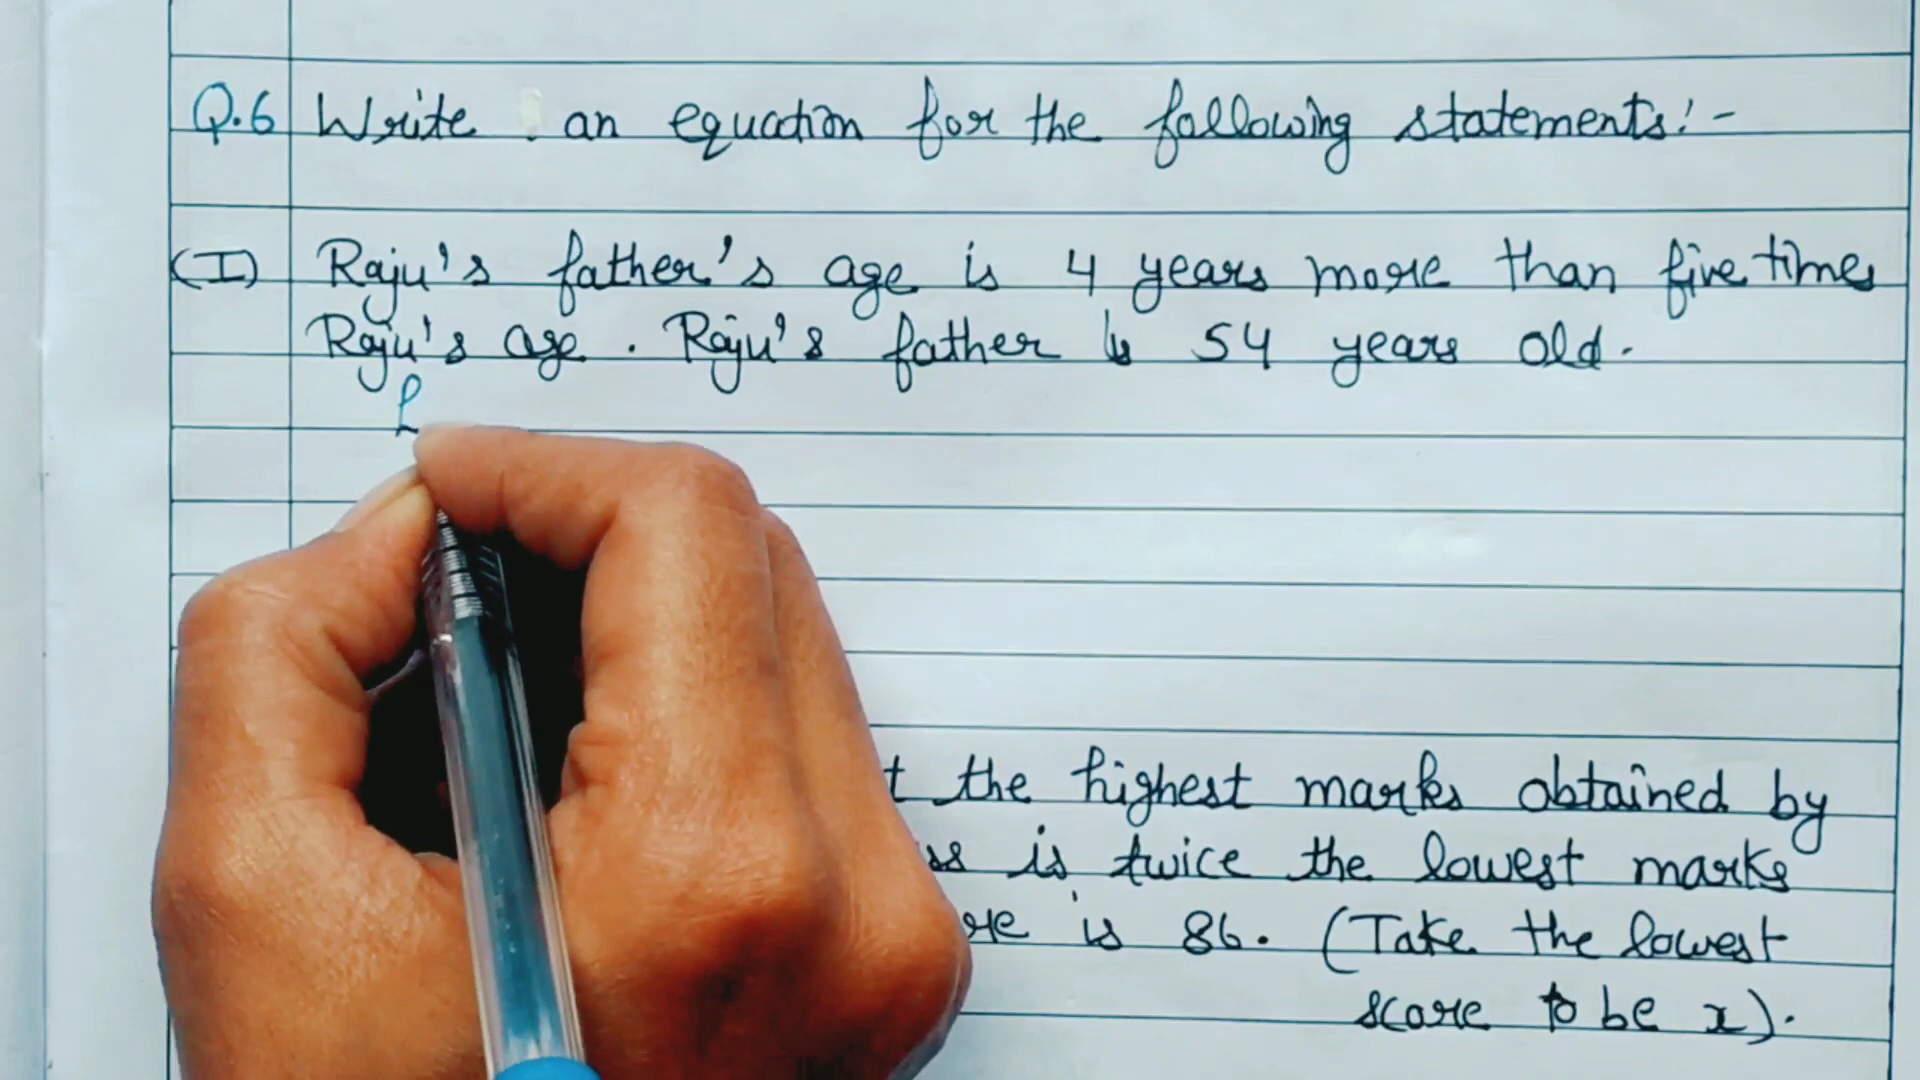 Q.6 Write an equation for the following statements:-
(I) Raju's father's age is 4 years more than five times
Raju's age. Raju's father is 54 years old.
L
t the highest marks obtained by
ss is twice the lowest marks
ore is 86. (Take the lowest
score to be x).